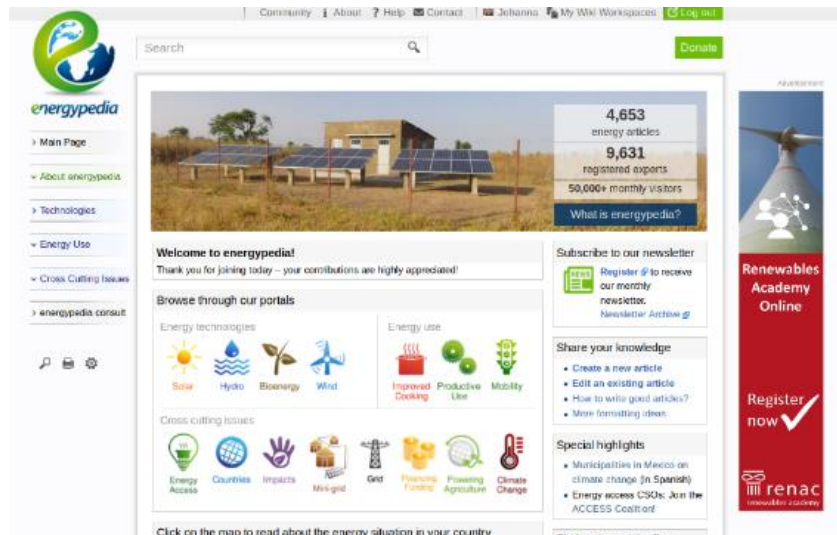 Community About Help Contact Johanna My Wiki Workspaces Log out
Search
Donate
energypedia
Main Page
About energypedia
Technologies
Energy Use
Cross Cutting Issues
energypedia consult
4,653
energy articles
9,631
registered experts
50,000+ monthly visitors
What is energypedia?
Welcome to energypedia!
Thank you for joining today – your contributions are highly appreciated!
Browse through our portals
Energy technologies
Solar Hydro Bioenergy Wind
Energy use
Improved Cooking
Productive Use
Mobility
Cross cutting issues
Energy Access
Countries
Impacts
Mini-grid
Grid
Financing Funding
Powering Agriculture
Climate Change
Click on the map to read about the energy situation in your country
Subscribe to our newsletter
NEWS
Register to receive
our monthly
newsletter.
Newsletter Archive
Share your knowledge
Create a new article
Edit an existing article
How to write good articles?
More formatting ideas
Special highlights
Municipalities in Mexico on
climate change (in Spanish)
Energy access CSOs: Join the
ACCESS Coalition!
Advertisement
Renewables
Academy
Online
Register
now
renac
renewables academy